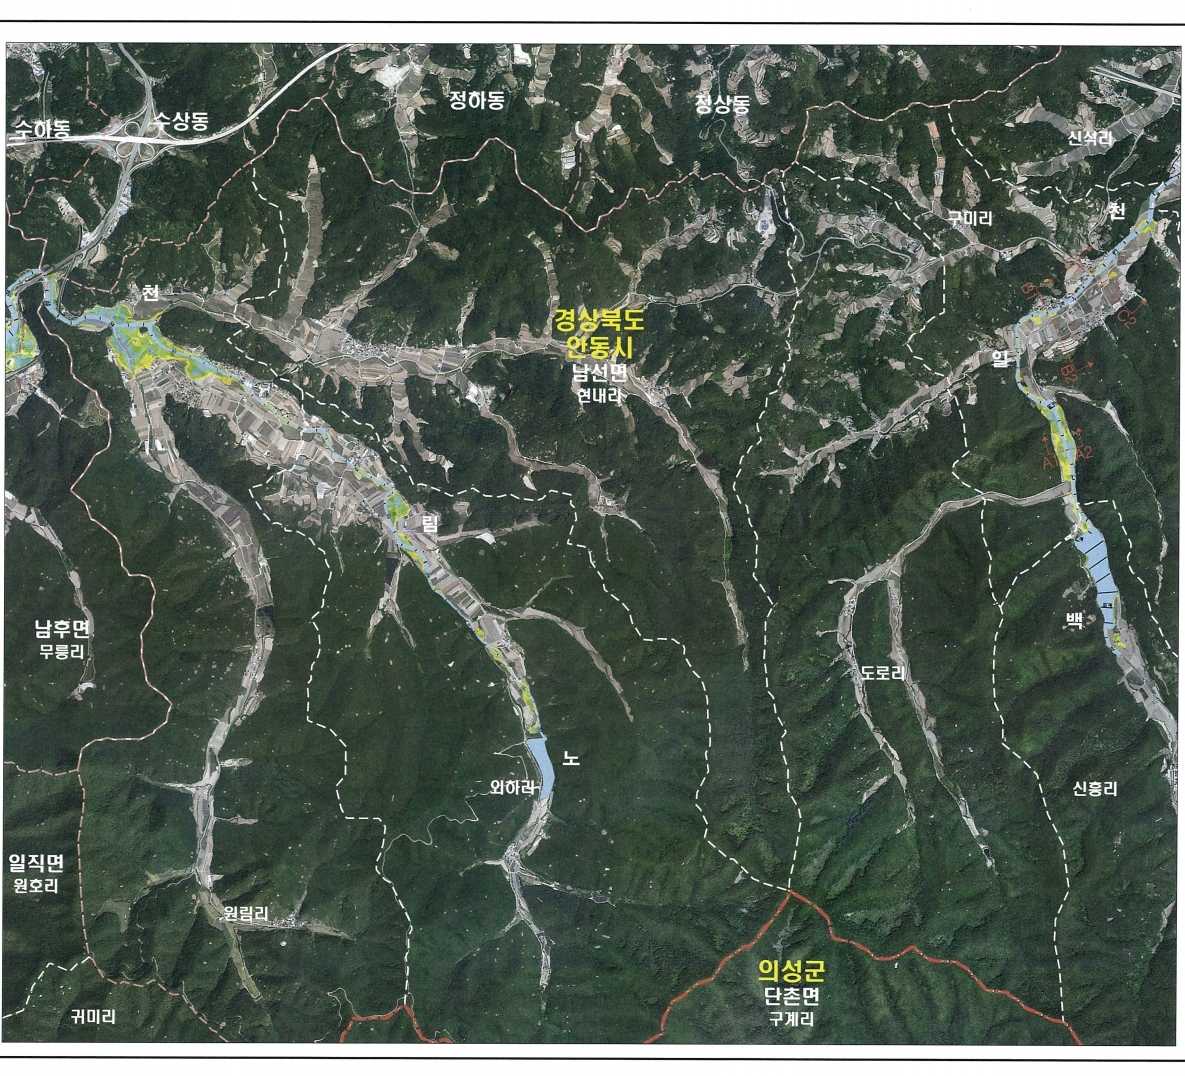 정하동
정상동
수하동
수상동
신석리
천
구미리
천
B1
C2
경상북도
안동시
남선면
현내리
일
B2
A1
A2
림
남후면
무릉리
백
도로리
노
외하리
신흥리
일직면
원호리
원림리
의성군
단촌면
구계리
귀미리